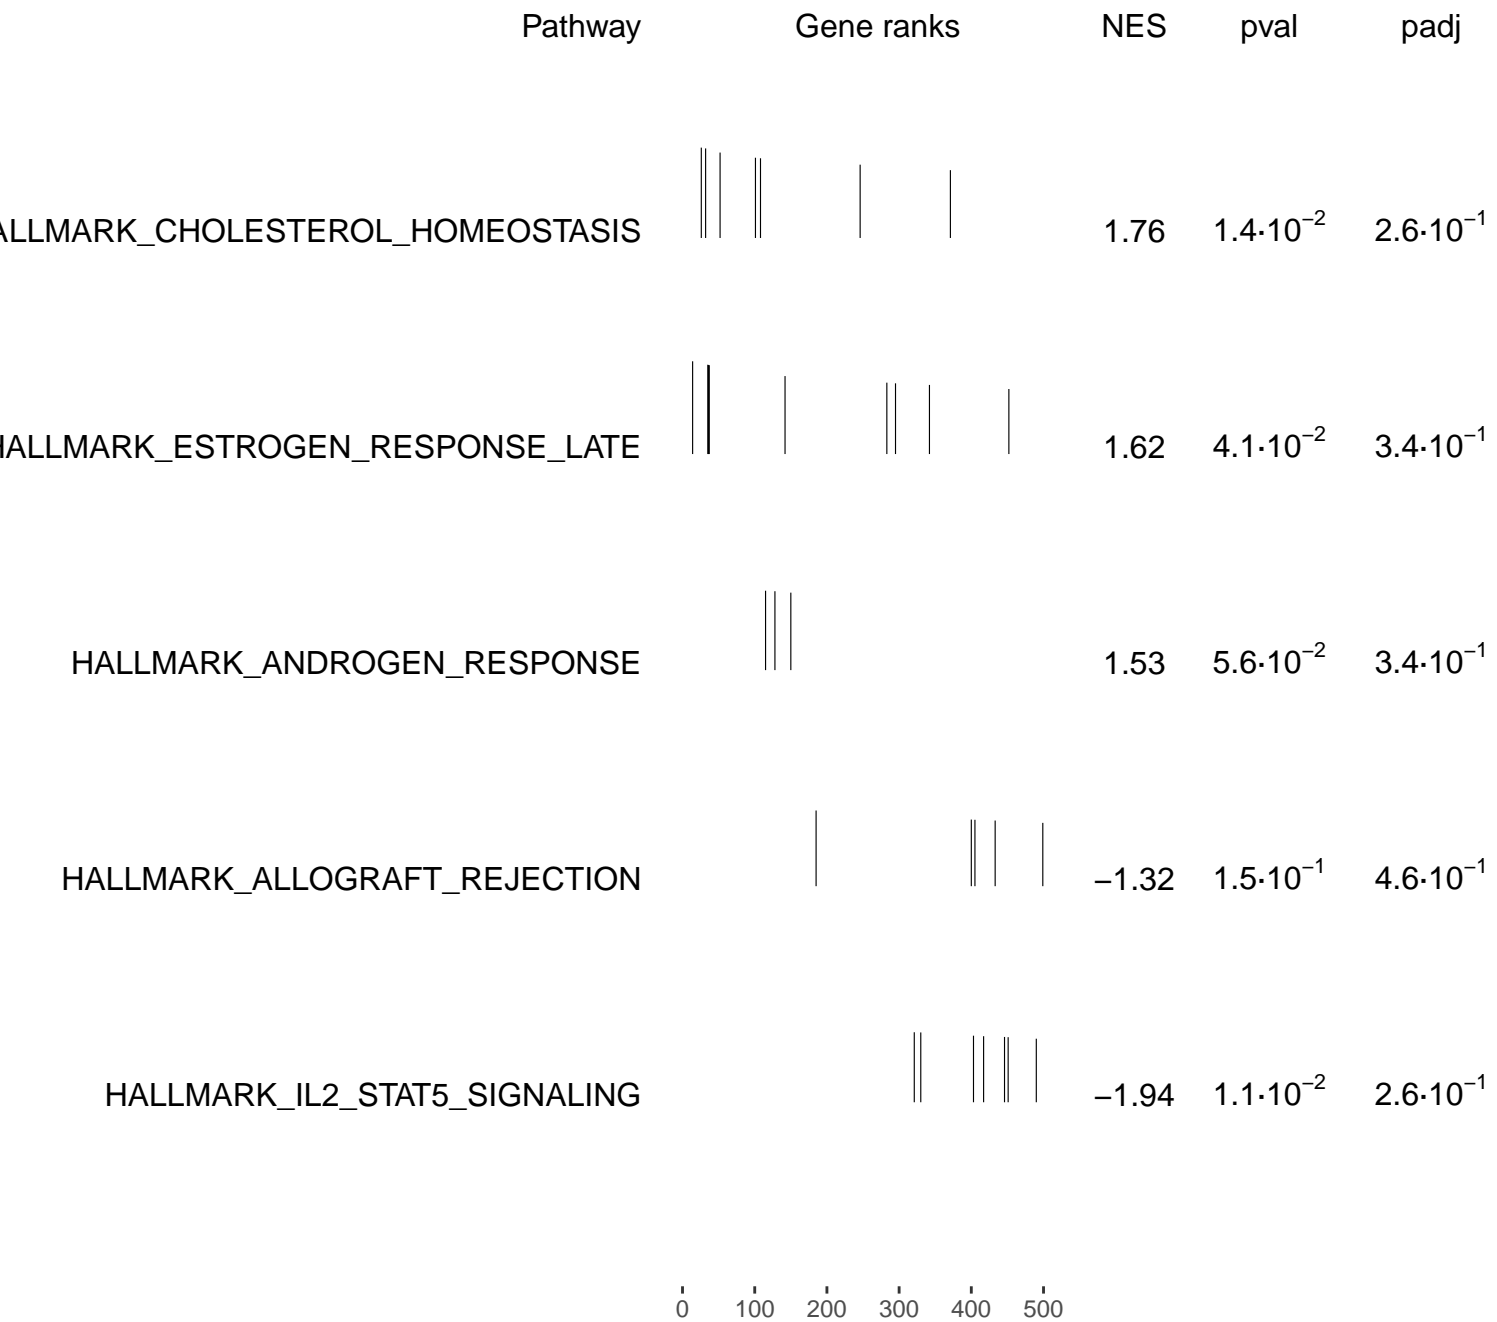 Pathway Gene ranks NES pval padj
ALLMARK_CHOLESTEROL_HOMEOSTASIS 1.76 1.4·10⁻² 2.6·10⁻¹
HALLMARK_ESTROGEN_RESPONSE_LATE 1.62 4.1·10⁻² 3.4·10⁻¹
HALLMARK_ANDROGEN_RESPONSE 1.53 5.6·10⁻² 3.4·10⁻¹
HALLMARK_ALLOGRAFT_REJECTION −1.32 1.5·10⁻¹ 4.6·10⁻¹
HALLMARK_IL2_STAT5_SIGNALING −1.94 1.1·10⁻² 2.6·10⁻¹
0 100 200 300 400 500